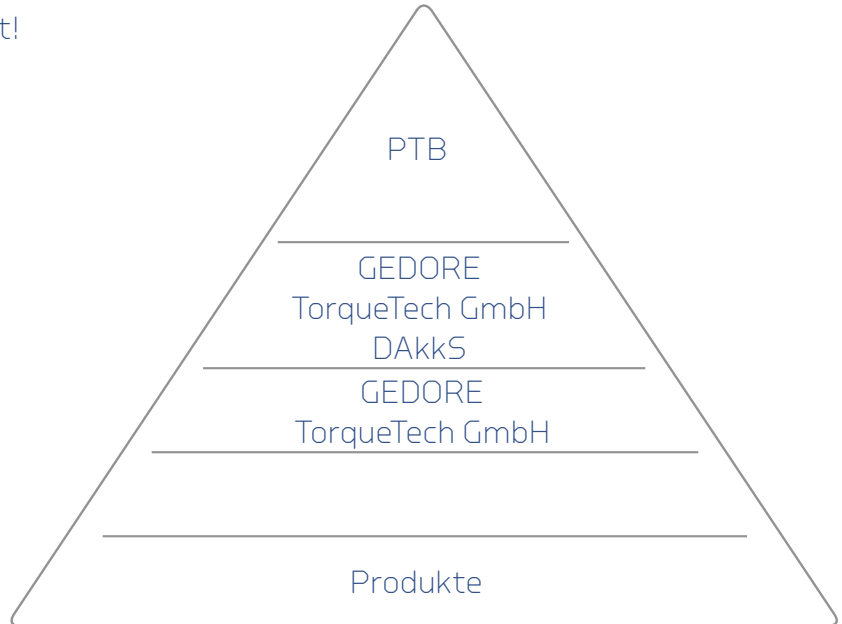 t!
PTB
GEDORE
TorqueTech GmbH
DAkkS
GEDORE
TorqueTech GmbH
Produkte